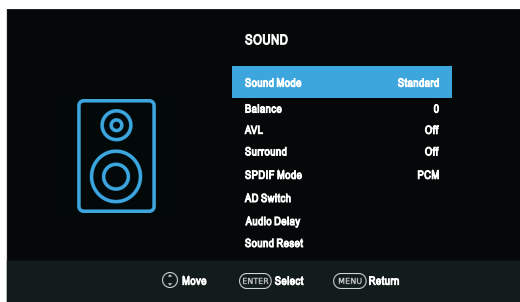 SOUND
Sound Mode Standard
Balance 0
AVL Off
Surround Off
SPDIF Mode PCM
AD Switch
Audio Delay
Sound Reset
Move ENTER Select MENU Return